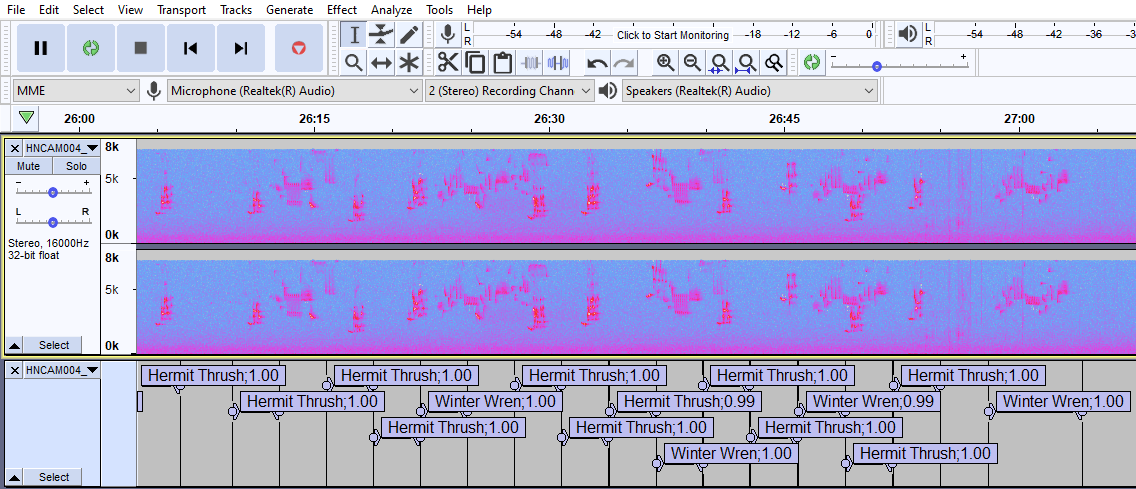 File Edit Select View Transport Tracks Generate Effect Analyze Tools Help
L
R
-54 -48 -42 Click to Start Monitoring -18 -12 -6 0
L
R
-54 -48 -42 -36 -3
MME
Microphone (Realtek(R) Audio)
2 (Stereo) Recording Chann
Speakers (Realtek(R) Audio)
26:00 26:15 26:30 26:45 27:00
HNCAM004_
Mute Solo
- +
L R
Stereo, 16000Hz
32-bit float
Select
8k
5k
0k
8k
5k
0k
HNCAM004_
Select
Hermit Thrush;1.00 Hermit Thrush;1.00 Hermit Thrush;1.00 Hermit Thrush;1.00 Hermit Thrush;1.00
Hermit Thrush;1.00 Winter Wren;1.00 Hermit Thrush;0.99 Winter Wren;0.99 Winter Wren;1.00
Hermit Thrush;1.00 Hermit Thrush;1.00 Hermit Thrush;1.00
Winter Wren;1.00 Hermit Thrush;1.00